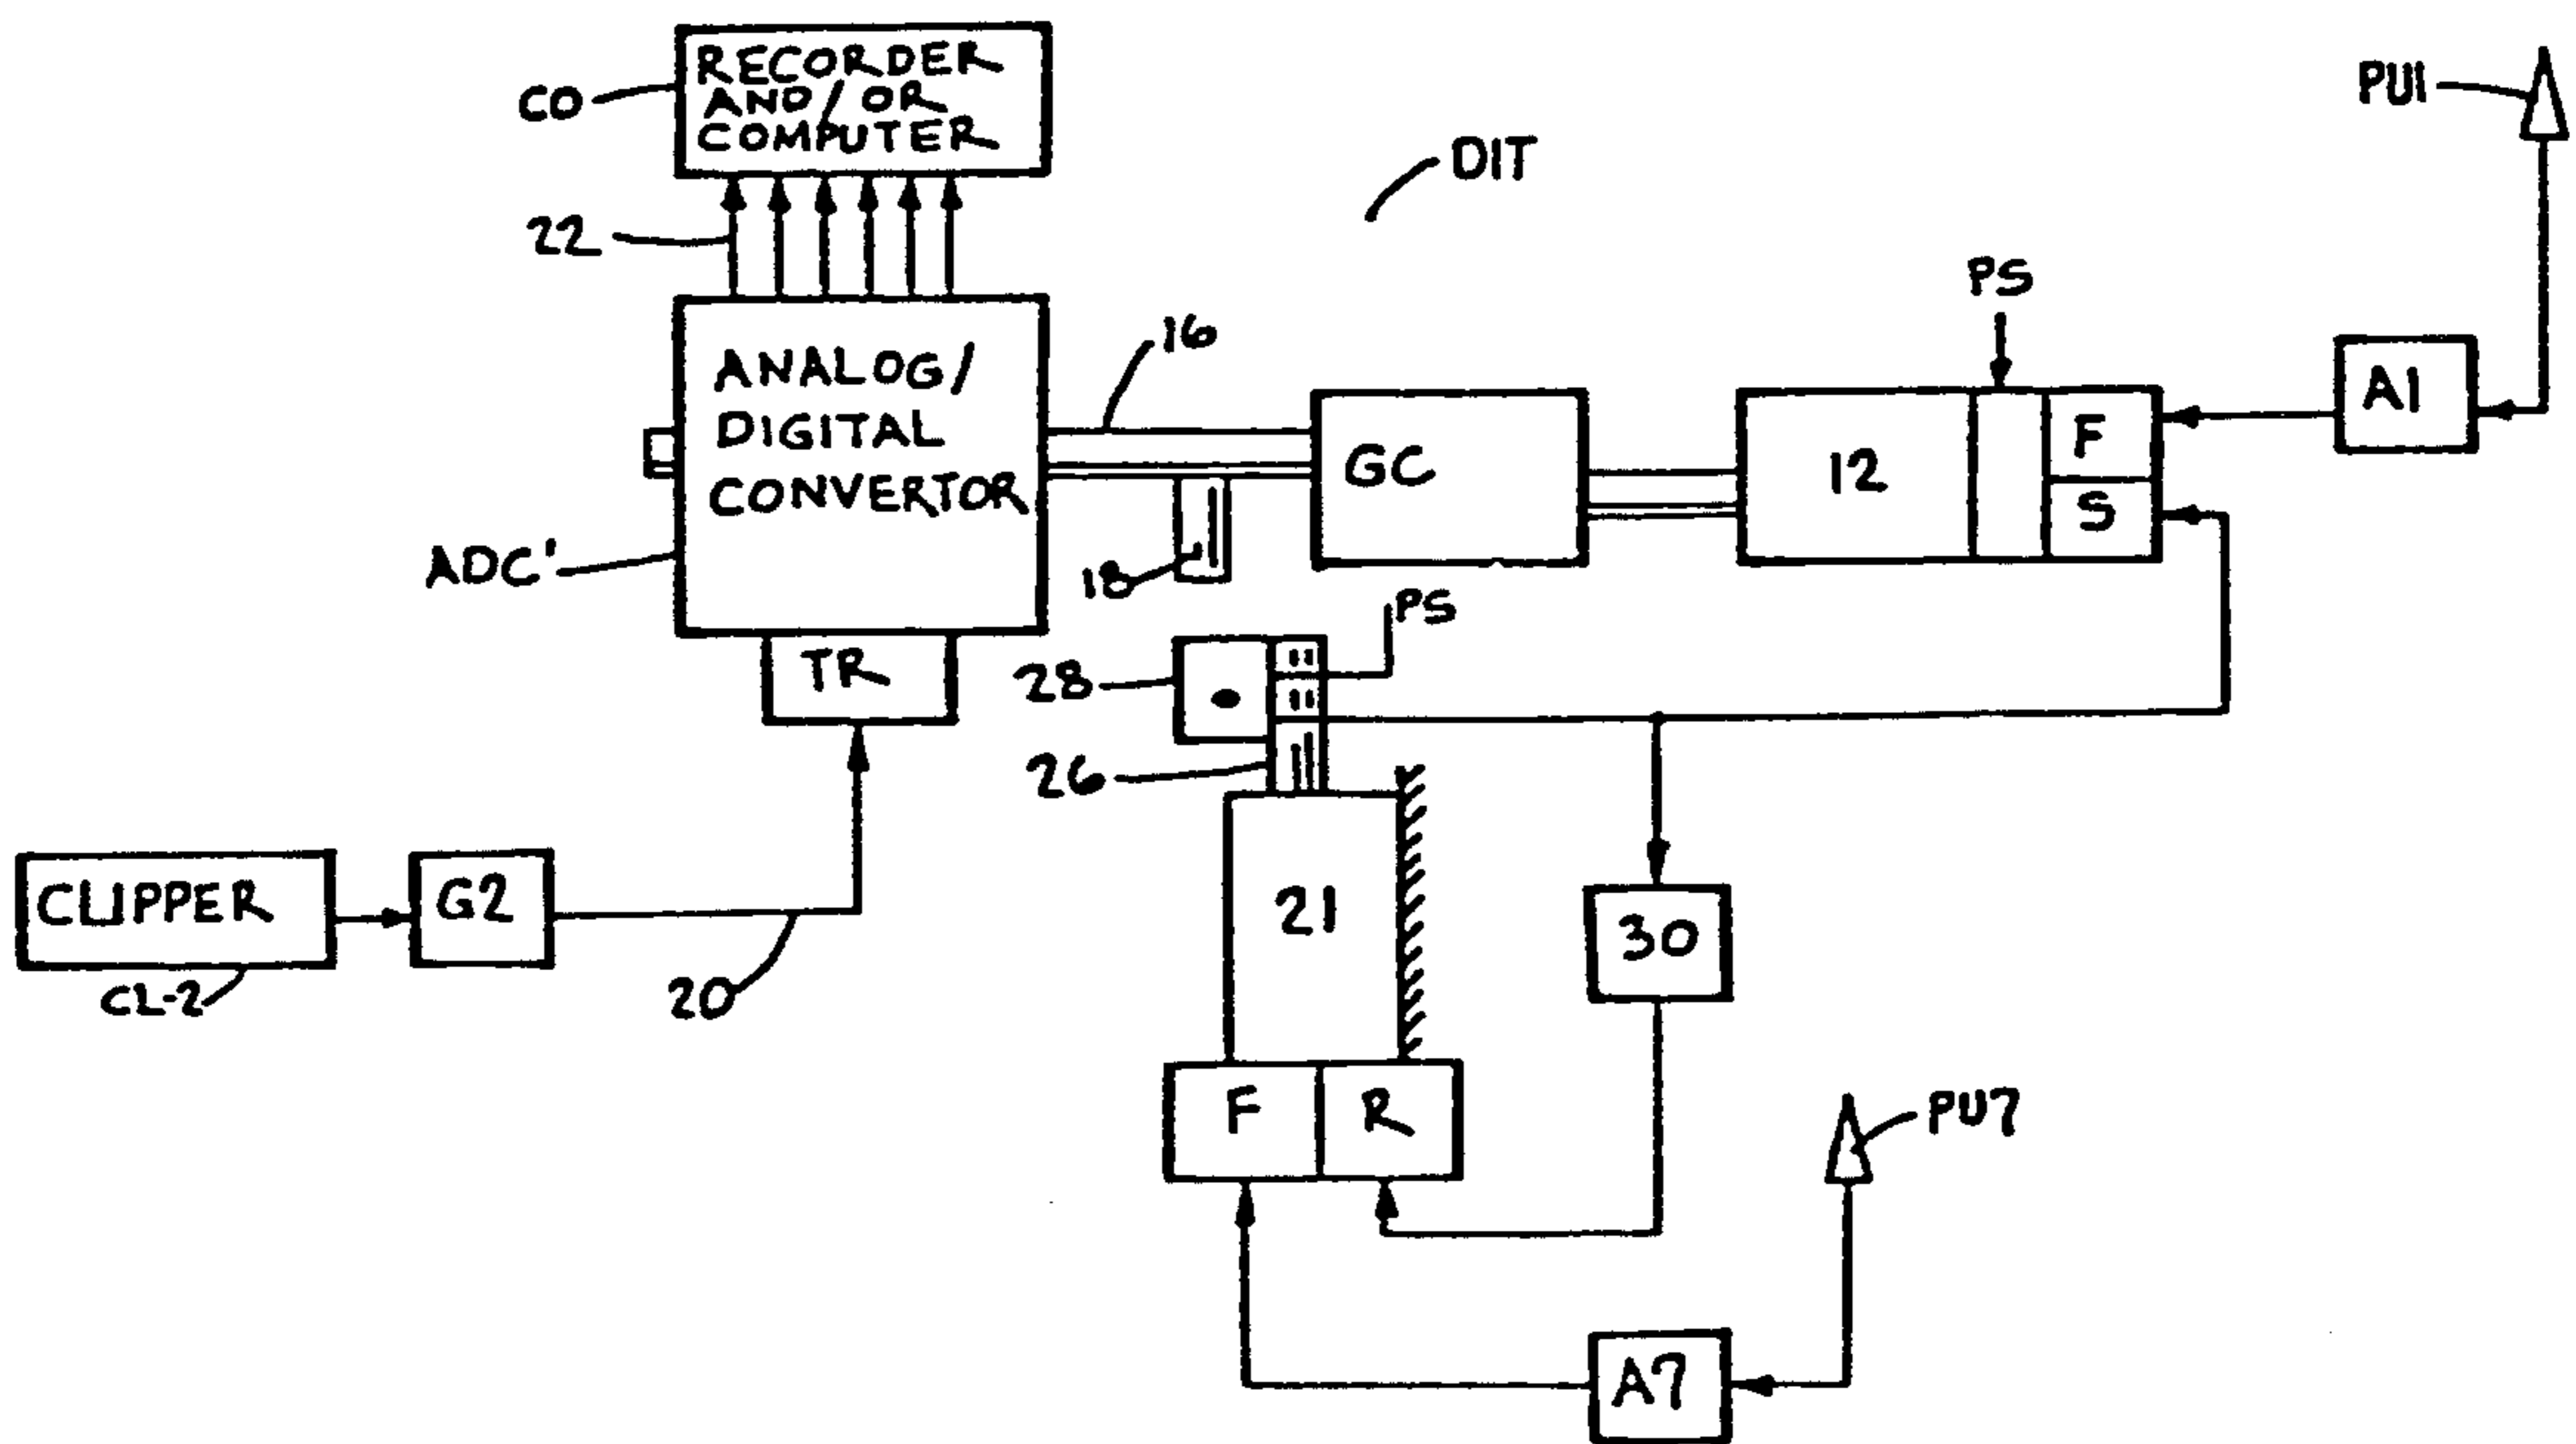 RECORDER
AND/OR
COMPUTER
CO
PU1
DIT
22
PS
16
ANALOG/
DIGITAL
CONVERTOR
A1
GC
12
F
S
ADC'
18
PS
TR
28
26
CLIPPER
G2
21
30
CL-2
20
F
R
PU7
A7